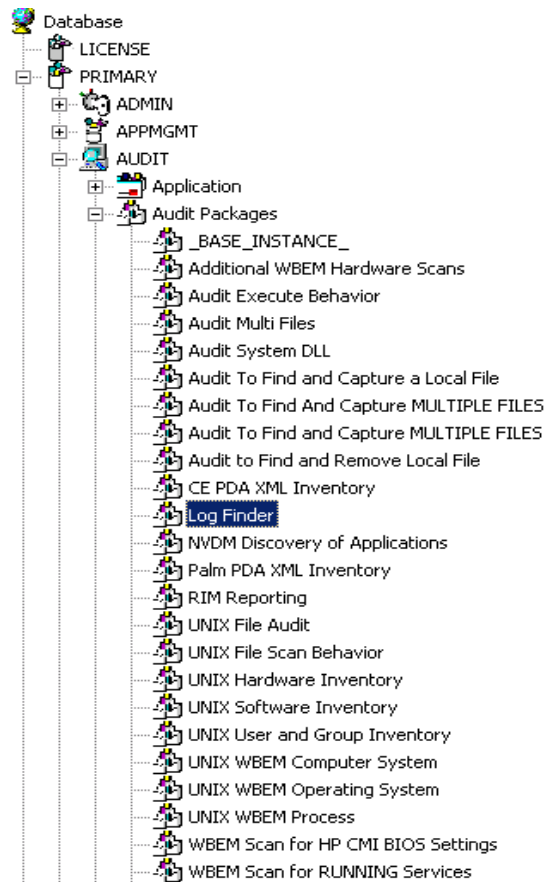 Database
LICENSE
PRIMARY
ADMIN
APPMGMT
AUDIT
Application
Audit Packages
_BASE_INSTANCE_
Additional WBEM Hardware Scans
Audit Execute Behavior
Audit Multi Files
Audit System DLL
Audit To Find and Capture a Local File
Audit To Find And Capture MULTIPLE FILES
Audit To Find and Capture MULTIPLE FILES
Audit to Find and Remove Local File
CE PDA XML Inventory
Log Finder
NVDM Discovery of Applications
Palm PDA XML Inventory
RIM Reporting
UNIX File Audit
UNIX File Scan Behavior
UNIX Hardware Inventory
UNIX Software Inventory
UNIX User and Group Inventory
UNIX WBEM Computer System
UNIX WBEM Operating System
UNIX WBEM Process
WBEM Scan for HP CMI BIOS Settings
WBEM Scan for RUNNING Services